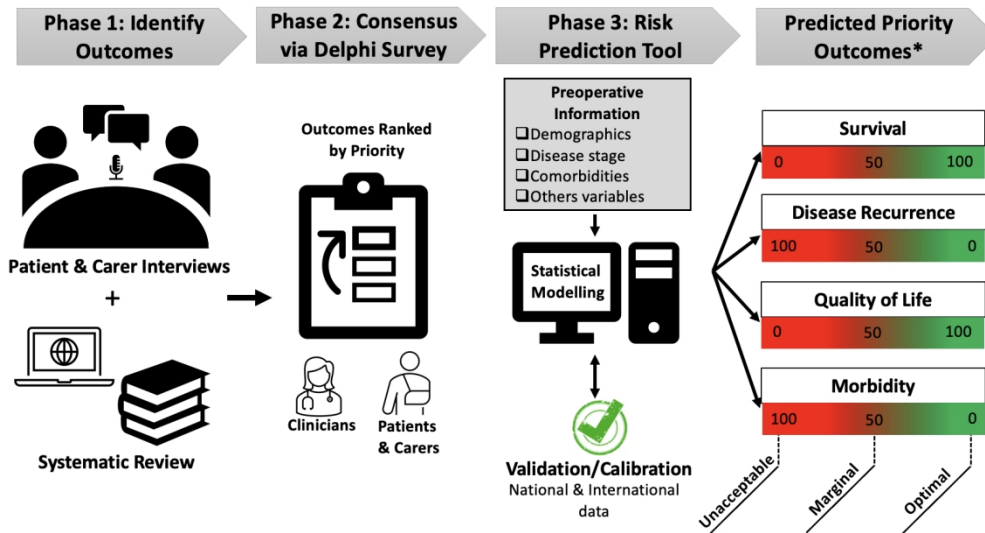 Phase 1: Identify
Outcomes
Phase 2: Consensus
via Delphi Survey
Phase 3: Risk
Prediction Tool
Predicted Priority
Outcomes*
Patient & Carer Interviews
+
Systematic Review
Outcomes Ranked
by Priority
Clinicians
Patients
& Carers
Preoperative
Information
❑Demographics
❑Disease stage
❑Comorbidities
❑Others variables
Statistical
Modelling
Validation/Calibration
National & International
data
Survival
0 50 100
Disease Recurrence
100 50 0
Quality of Life
0 50 100
Morbidity
100 50 0
Unacceptable
Marginal
Optimal